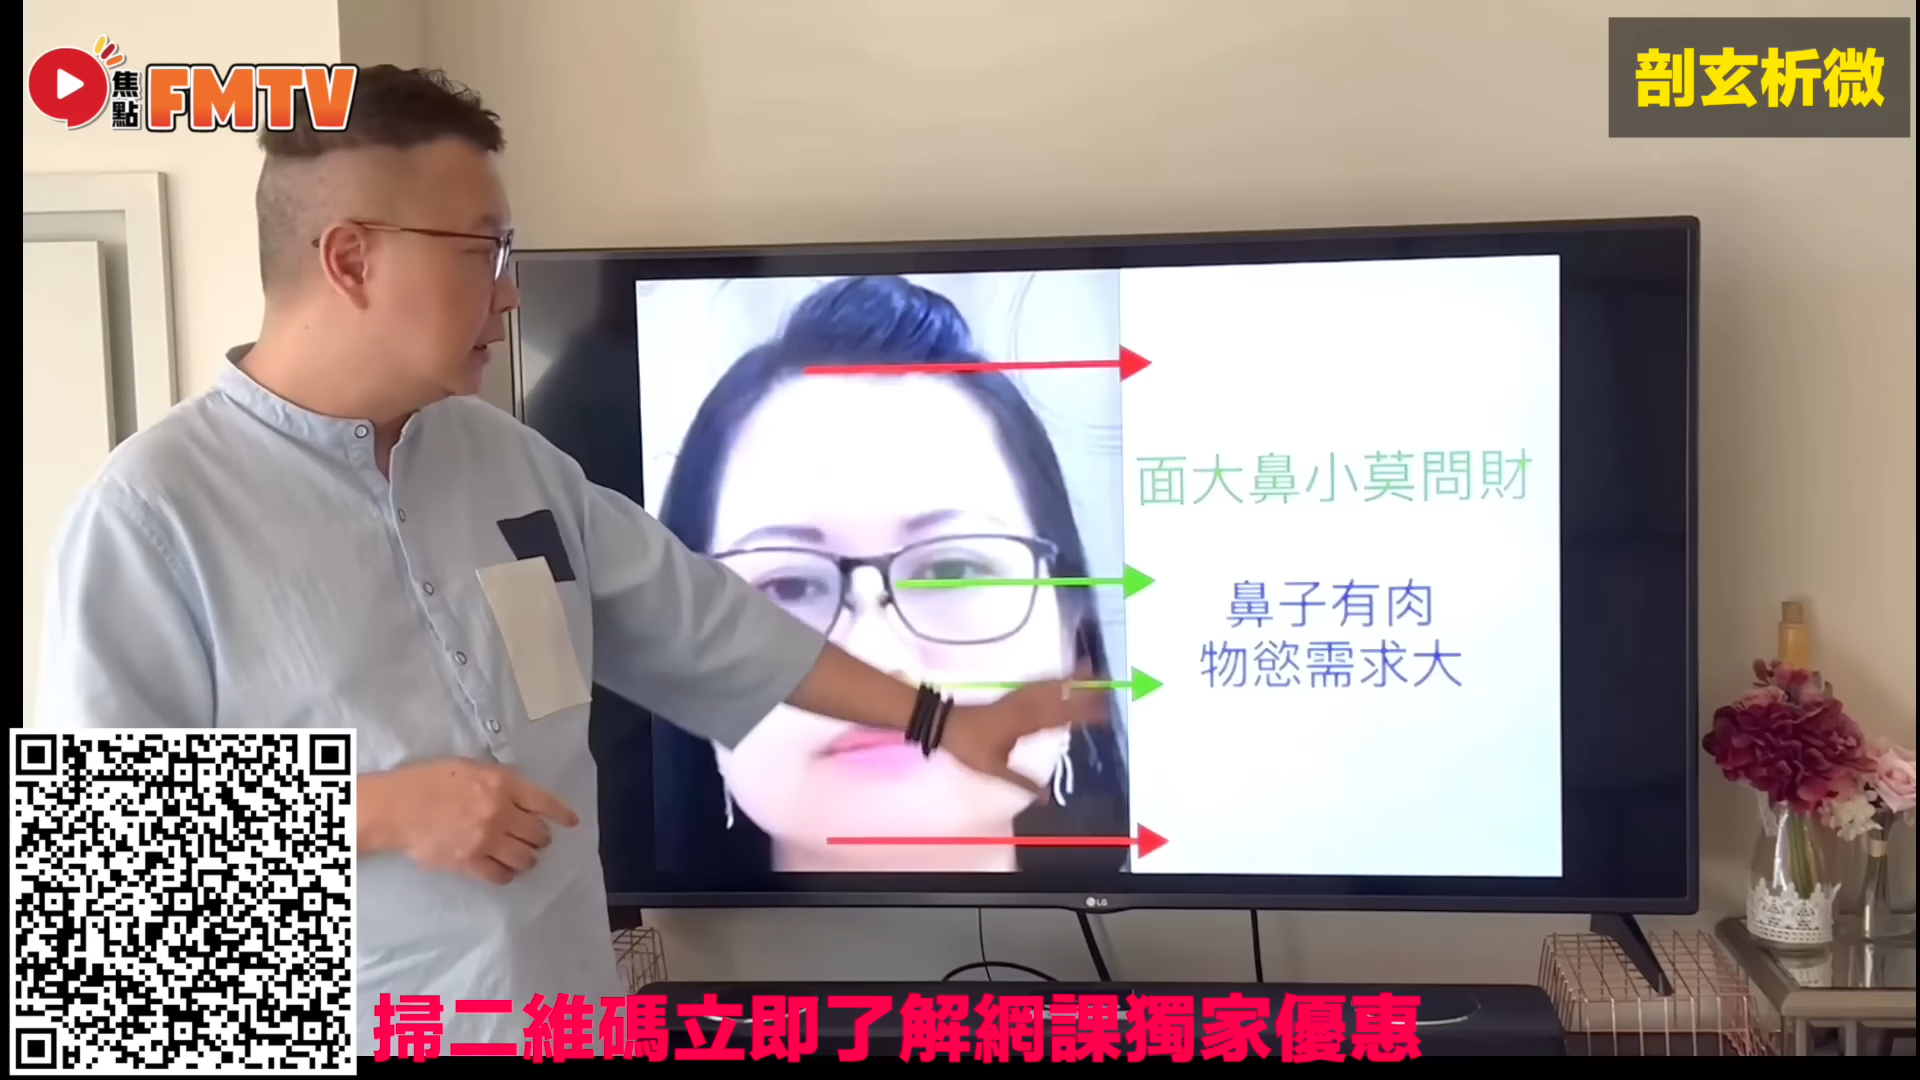 焦點
FMTV
剖玄析微
面大鼻小莫問財
鼻子有肉
物慾需求大
LG
掃二維碼立即了解網課獨家優惠